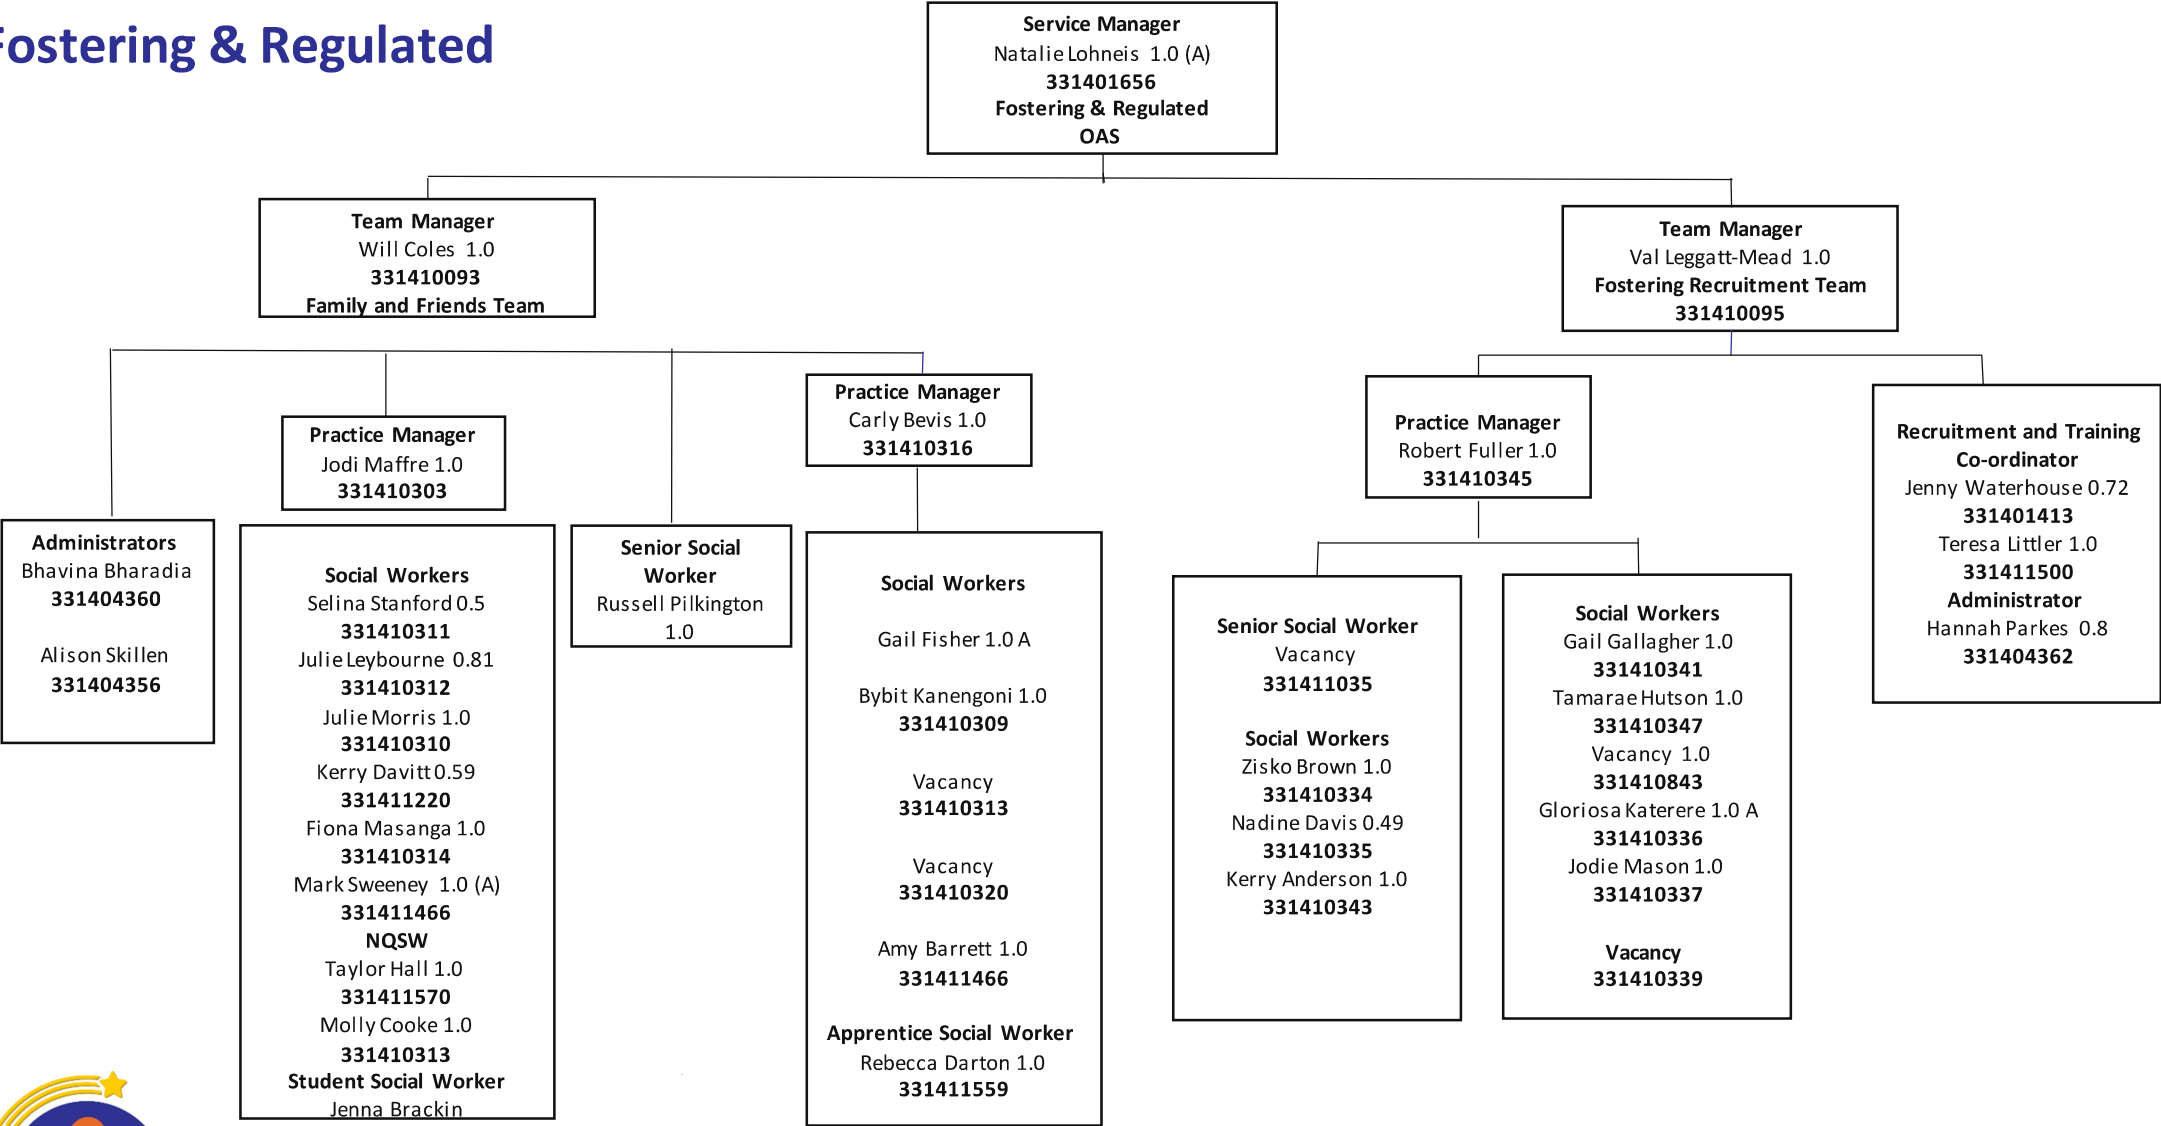 Fostering & Regulated
Service Manager
Natalie Lohneis 1.0 (A)
331401656
Fostering & Regulated
OAS
Team Manager
Will Coles 1.0
331410093
Family and Friends Team
Team Manager
Val Leggatt-Mead 1.0
Fostering Recruitment Team
331410095
Administrators
Bhavina Bharadia
331404360
Alison Skillen
331404356
Practice Manager
Jodi Maffre 1.0
331410303
Social Workers
Selina Stanford 0.5
331410311
Julie Leybourne 0.81
331410312
Julie Morris 1.0
331410310
Kerry Davitt 0.59
331411220
Fiona Masanga 1.0
331410314
Mark Sweeney 1.0 (A)
331411466
NQSW
Taylor Hall 1.0
331411570
Molly Cooke 1.0
331410313
Student Social Worker
Jenna Brackin
Senior Social
Worker
Russell Pilkington
1.0
Practice Manager
Carly Bevis 1.0
331410316
Social Workers
Gail Fisher 1.0 A
Bybit Kanengoni 1.0
331410309
Vacancy
331410313
Vacancy
331410320
Amy Barrett 1.0
331411466
Apprentice Social Worker
Rebecca Darton 1.0
331411559
Practice Manager
Robert Fuller 1.0
331410345
Senior Social Worker
Vacancy
331411035
Social Workers
Zisko Brown 1.0
331410334
Nadine Davis 0.49
331410335
Kerry Anderson 1.0
331410343
Social Workers
Gail Gallagher 1.0
331410341
Tamarae Hutson 1.0
331410347
Vacancy 1.0
331410843
Gloriosa Katerere 1.0 A
331410336
Jodie Mason 1.0
331410337
Vacancy
331410339
Recruitment and Training
Co-ordinator
Jenny Waterhouse 0.72
331401413
Teresa Littler 1.0
331411500
Administrator
Hannah Parkes 0.8
331404362